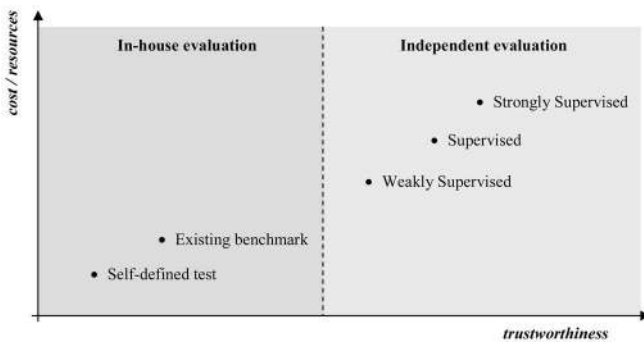 cost / resources
In-house evaluation
Independent evaluation
Strongly Supervised
Supervised
Weakly Supervised
Existing benchmark
Self-defined test
trustworthiness